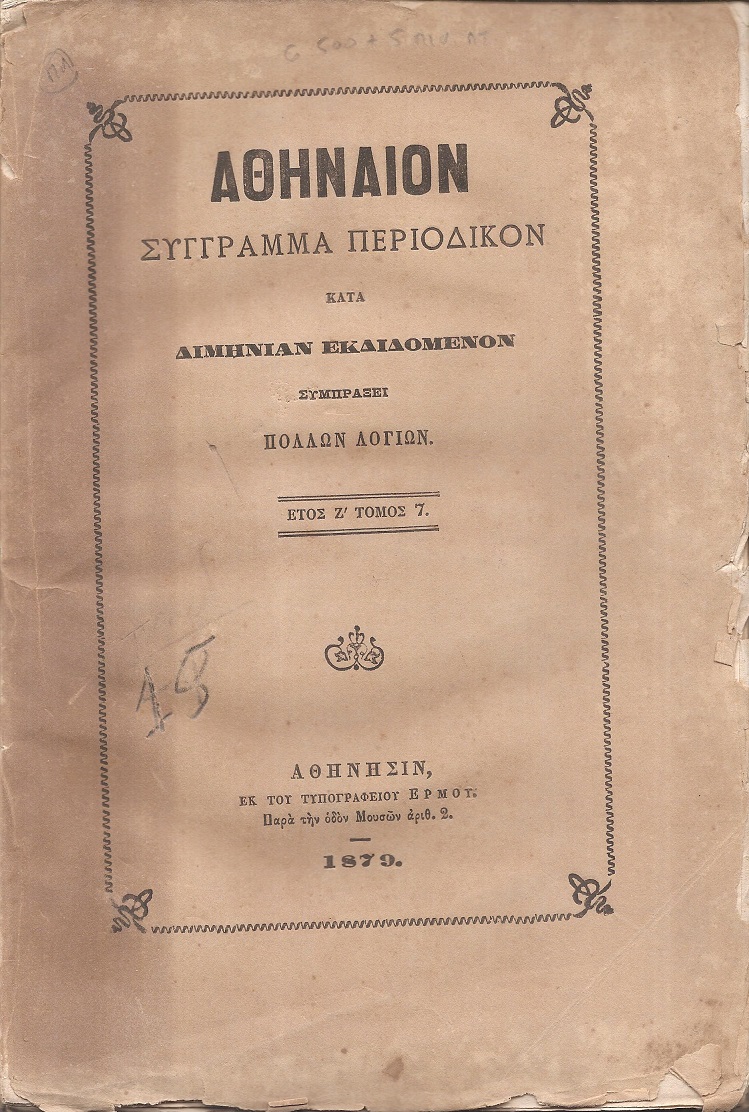 ΑΘΗΝΑΙΟΝ
ΣΥΓΓΡΑΜΜΑ ΠΕΡΙΟΔΙΚΟΝ
ΚΑΤΑ
ΔΙΜΗΝΙΑΝ ΕΚΔΙΔΟΜΕΝΟΝ
ΣΥΜΠΡΑΞΕΙ
ΠΟΛΛΩΝ ΛΟΓΙΩΝ.
ΕΤΟΣ Ζ' ΤΟΜΟΣ 7.
ΑΘΗΝΗΣΙΝ,
ΕΚ ΤΟΥ ΤΥΠΟΓΡΑΦΕΙΟΥ ΕΡΜΟΥ.
Παρὰ τὴν ὁδὸν Μουσῶν ἀριθ. 2.
1879.